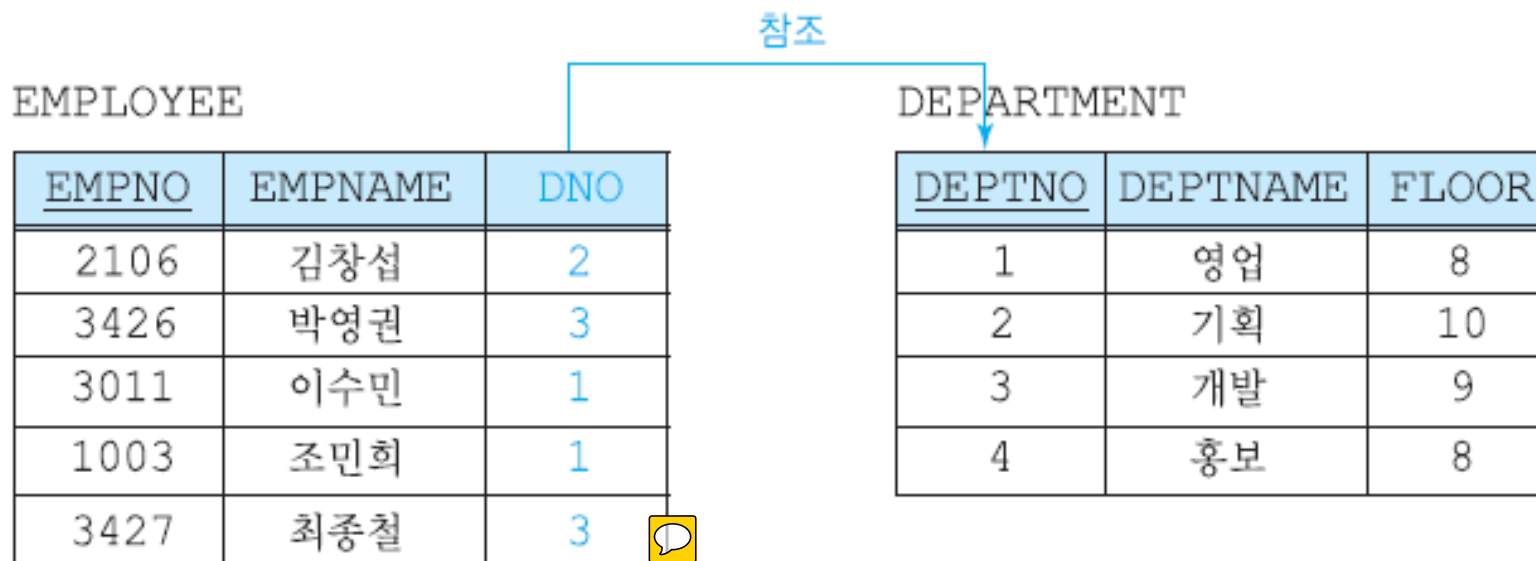 참조
EMPLOYEE
EMPNO EMPNAME DNO
2106 김창섭 2
3426 박영권 3
3011 이수민 1
1003 조민희 1
3427 최종철 3
DEPARTMENT
DEPTNO DEPTNAME FLOOR
1 영업 8
2 기획 10
3 개발 9
4 홍보 8